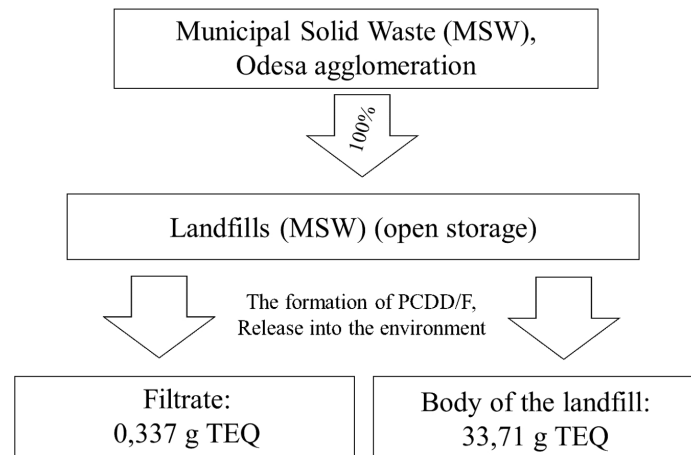 Municipal Solid Waste (MSW),
Odesa agglomeration
100%
Landfills (MSW) (open storage)
The formation of PCDD/F,
Release into the environment
Filtrate:
0,337 g TEQ
Body of the landfill:
33,71 g TEQ